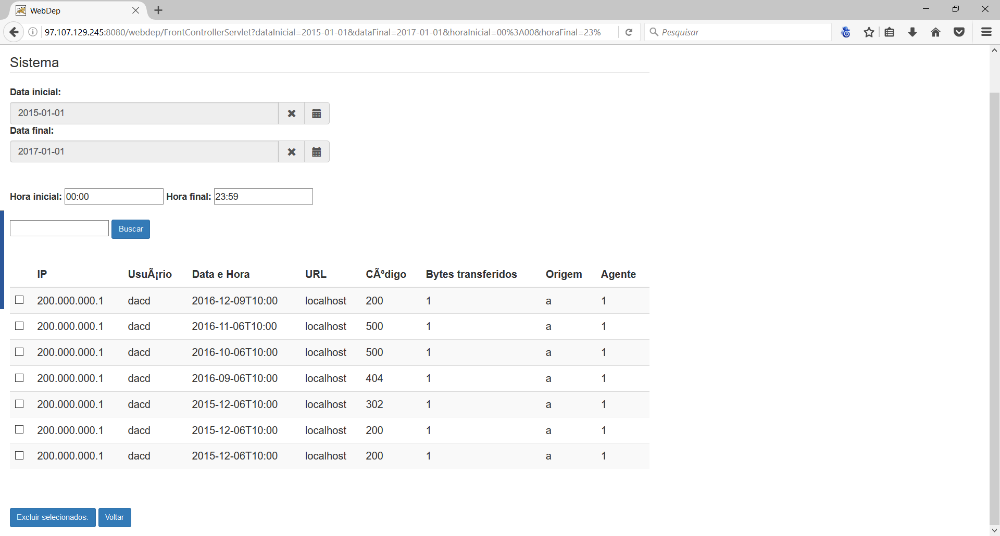 WebDep
97.107.129.245:8080/webdep/FrontControllerServlet?dataInicial=2015-01-01&dataFinal=2017-01-01&horaInicial=00%3A00&horaFinal=23%
Pesquisar
Sistema
Data inicial:
2015-01-01
Data final:
2017-01-01
Hora inicial: 00:00 Hora final: 23:59
Buscar
IP UsuÃ¡rio Data e Hora URL CÃ³digo Bytes transferidos Origem Agente
200.000.000.1 dacd 2016-12-09T10:00 localhost 200 1 a 1
200.000.000.1 dacd 2016-11-06T10:00 localhost 500 1 a 1
200.000.000.1 dacd 2016-10-06T10:00 localhost 500 1 a 1
200.000.000.1 dacd 2016-09-06T10:00 localhost 404 1 a 1
200.000.000.1 dacd 2015-12-06T10:00 localhost 302 1 a 1
200.000.000.1 dacd 2015-12-06T10:00 localhost 200 1 a 1
200.000.000.1 dacd 2015-12-06T10:00 localhost 200 1 a 1
Excluir selecionados. Voltar